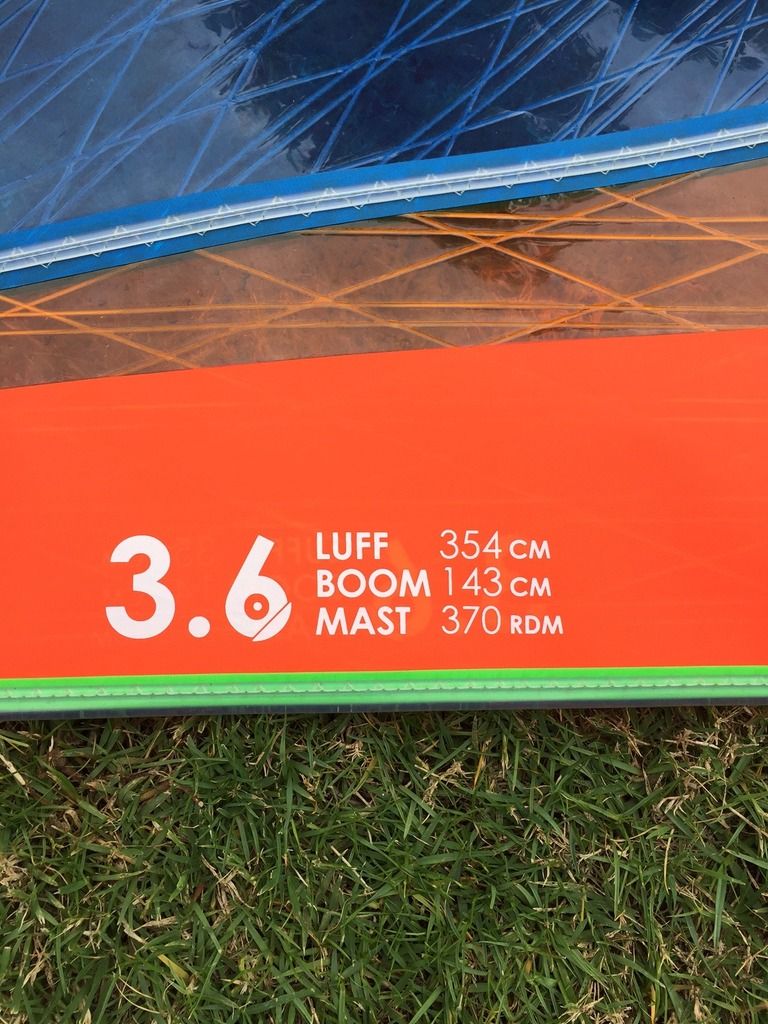 3.6
LUFF 354 CM
BOOM 143 CM
MAST 370 RDM